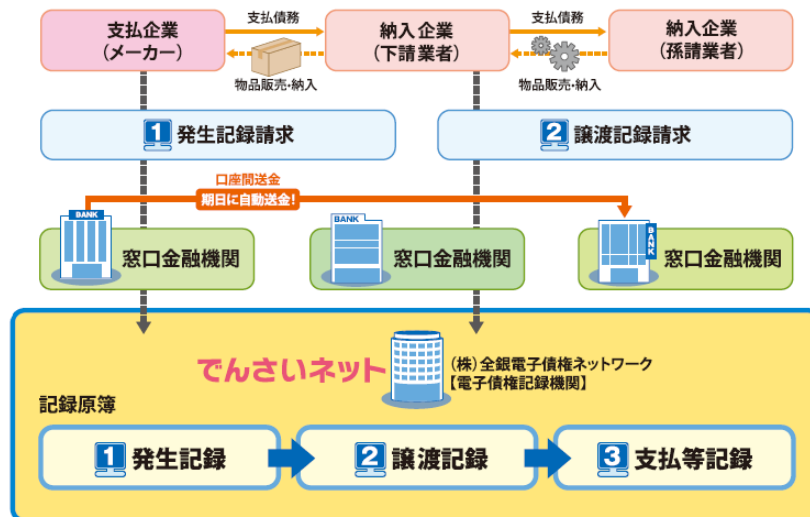 支払企業
(メーカー)
支払債務
物品販売・納入
納入企業
(下請業者)
支払債務
物品販売・納入
納入企業
(孫請業者)
1 発生記録請求
2 譲渡記録請求
口座間送金
期日に自動送金!
BANK
窓口金融機関
BANK
窓口金融機関
BANK
窓口金融機関
でんさいネット
(株)全銀電子債権ネットワーク
【電子債権記録機関】
記録原簿
1 発生記録
2 譲渡記録
3 支払等記録